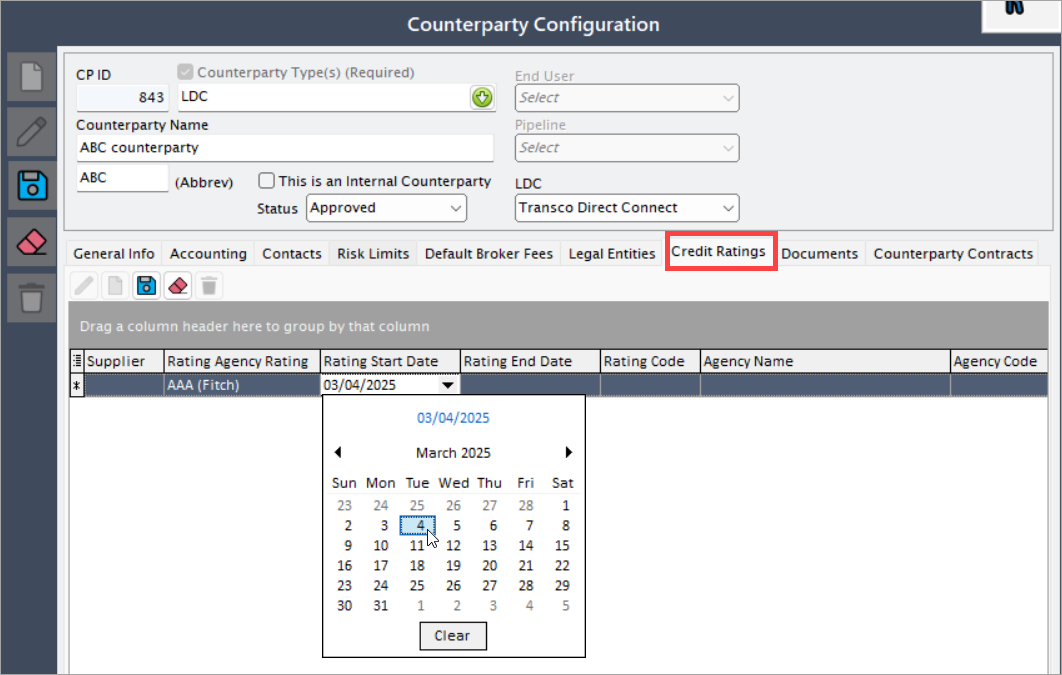 Counterparty Configuration
CP ID
Counterparty Type(s) (Required)
843
LDC
End User
Select
Counterparty Name
ABC counterparty
Pipeline
Select
ABC
(Abbrev)
This is an Internal Counterparty
Status
Approved
LDC
Transco Direct Connect
General Info Accounting Contacts Risk Limits Default Broker Fees Legal Entities Credit Ratings Documents Counterparty Contracts
Drag a column header here to group by that column
Supplier Rating Agency Rating Rating Start Date Rating End Date Rating Code Agency Name Agency Code
AAA (Fitch) 03/04/2025
03/04/2025
March 2025
Sun Mon Tue Wed Thu Fri Sat
23 24 25 26 27 28 1
2 3 4 5 6 7 8
9 10 11 12 13 14 15
16 17 18 19 20 21 22
23 24 25 26 27 28 29
30 31 1 2 3 4 5
Clear